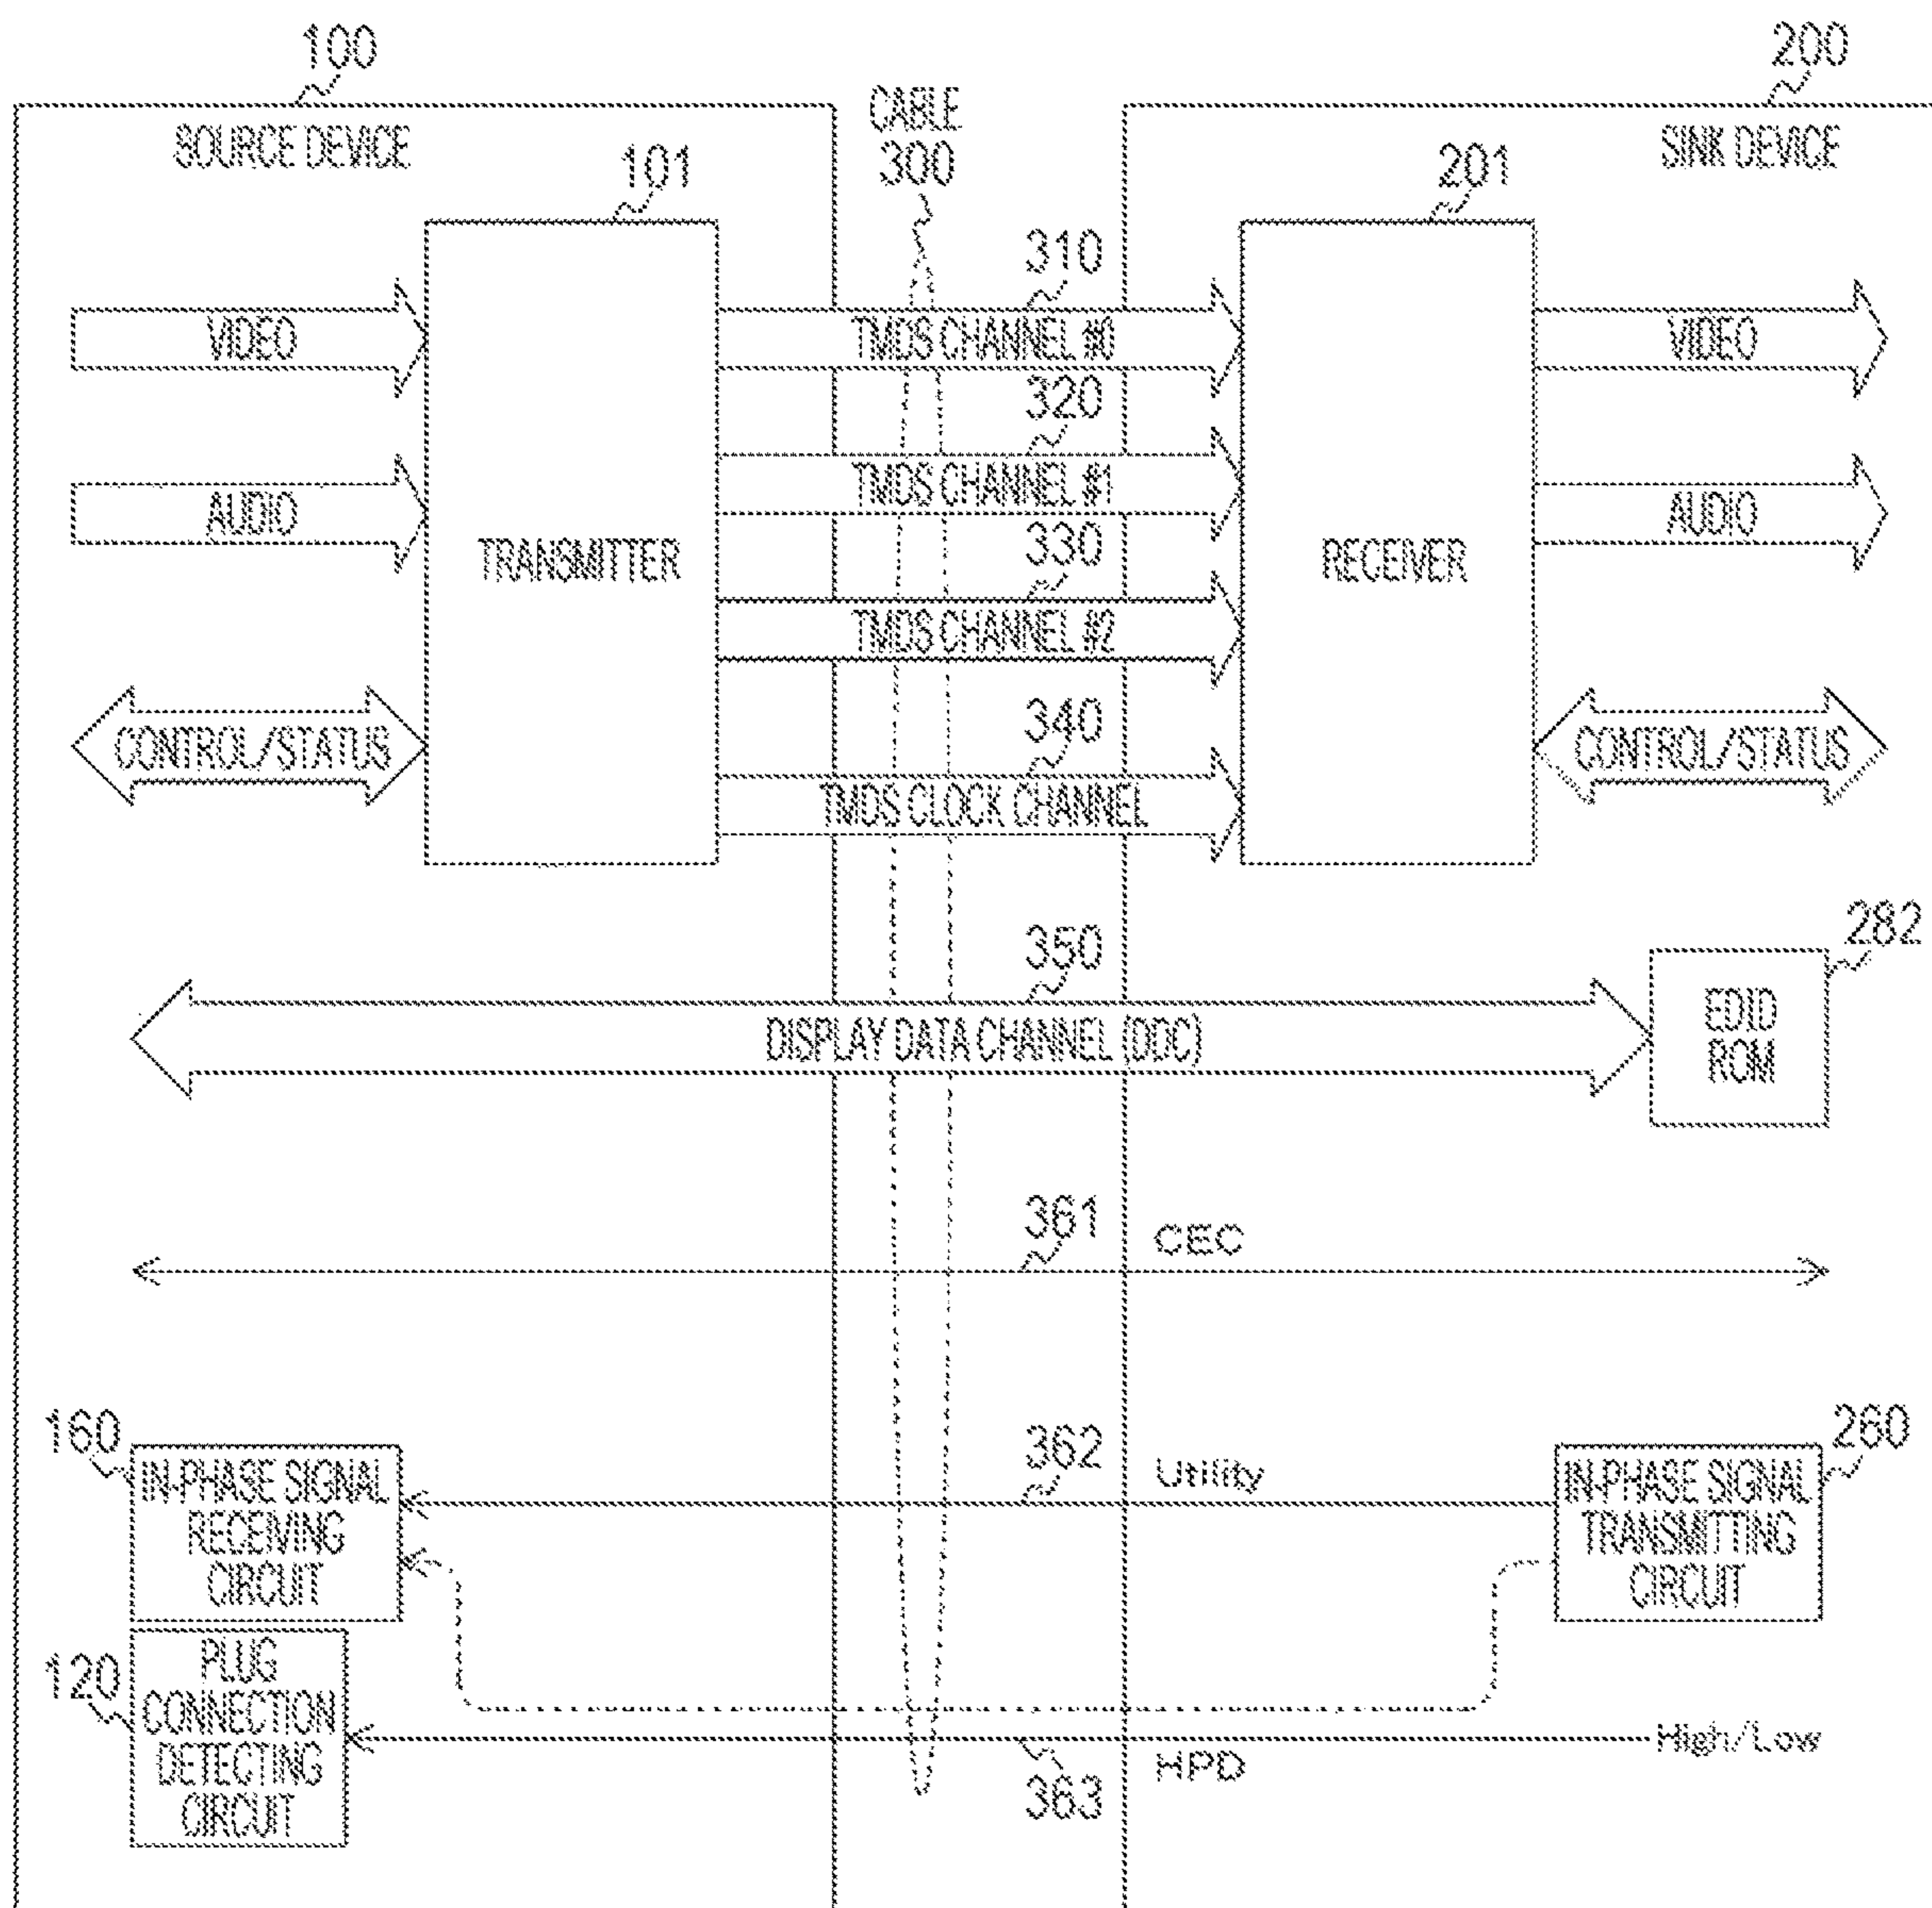 100
200
SOURCE DEVICE
CABLE
300
SINK DEVICE
101
201
310
VIDEO
TMDS CHANNEL #0
VIDEO
320
AUDIO
TMDS CHANNEL #1
AUDIO
330
TRANSMITTER
RECEIVER
TMDS CHANNEL #2
340
CONTROL/STATUS
CONTROL/STATUS
TMDS CLOCK CHANNEL
282
350
EDID
ROM
DISPLAY DATA CHANNEL (DDC)
361
CEC
160
362
260
IN-PHASE SIGNAL
RECEIVING
CIRCUIT
Utility
IN-PHASE SIGNAL
TRANSMITTING
CIRCUIT
120
PLUG
CONNECTION
DETECTING
CIRCUIT
High/Low
HPD
363